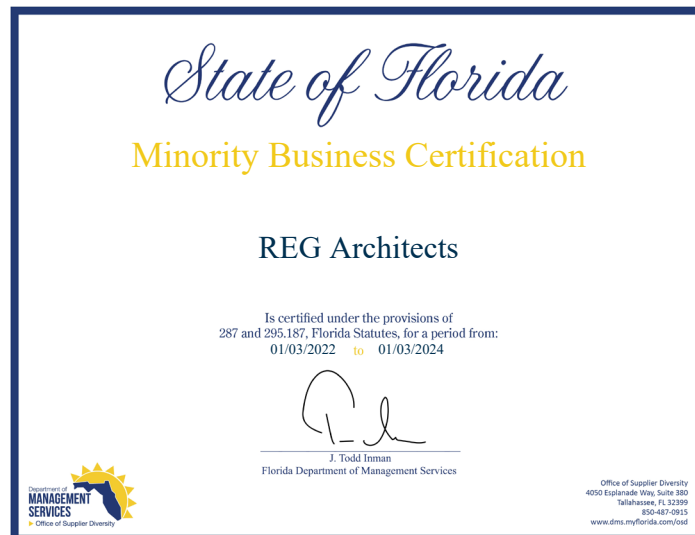 State of Florida
Minority Business Certification
REG Architects
Is certified under the provisions of
287 and 295.187, Florida Statutes, for a period from:
01/03/2022 to 01/03/2024
J. Todd Inman
Florida Department of Management Services
Department of
MANAGEMENT
SERVICES
Office of Supplier Diversity
Office of Supplier Diversity
4050 Esplanade Way, Suite 380
Tallahassee, FL 32399
850-487-0915
www.dms.myflorida.com/osd